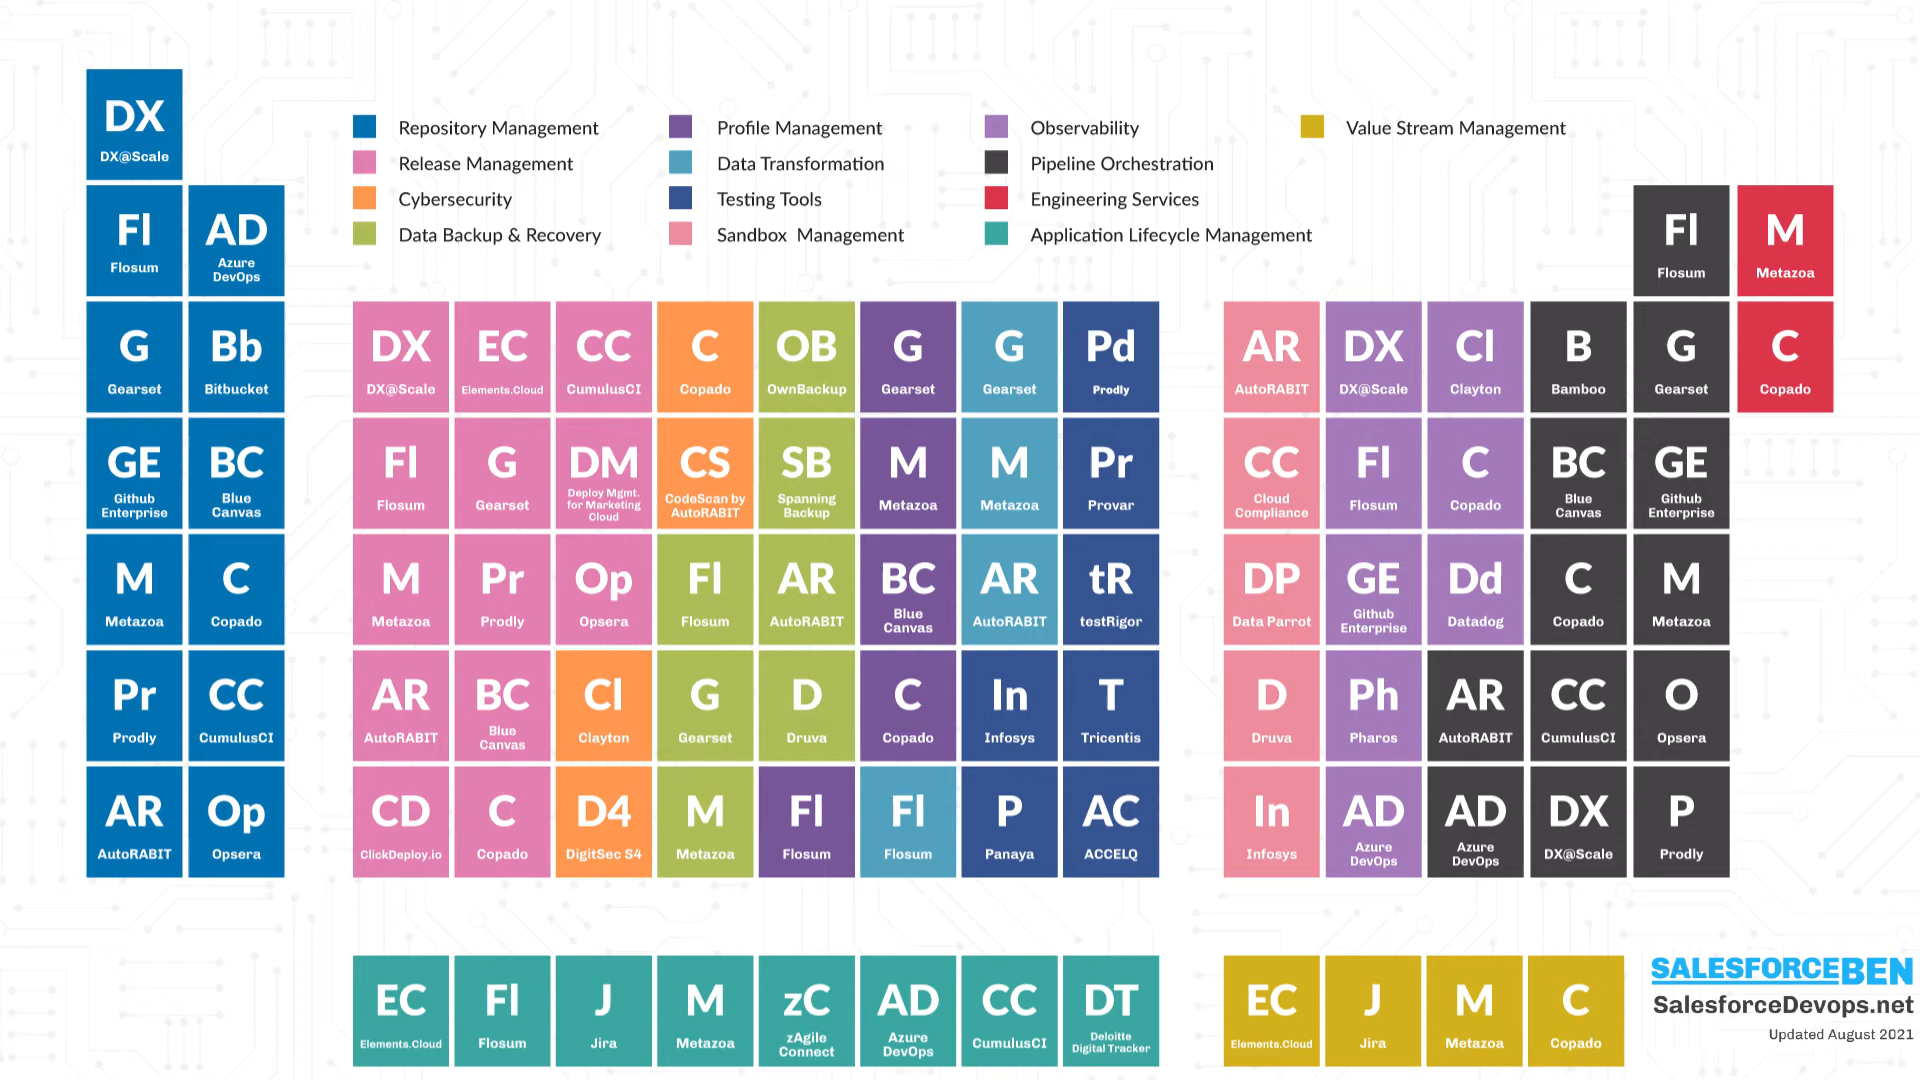 DX
DX@Scale
Repository Management
Profile Management
Observability
Value Stream Management
Release Management
Data Transformation
Pipeline Orchestration
Cybersecurity
Testing Tools
Engineering Services
Data Backup & Recovery
Sandbox Management
Application Lifecycle Management
Fl
Flosum
AD
Azure
DevOps
Fl
Flosum
M
Metazoa
G
Gearset
Bb
Bitbucket
DX
DX@Scale
EC
Elements.Cloud
CC
CumulusCI
C
Copado
OB
OwnBackup
G
Gearset
G
Gearset
Pd
Prodly
AR
AutoRABIT
DX
DX@Scale
Cl
Clayton
B
Bamboo
G
Gearset
C
Copado
GE
Github
Enterprise
BC
Blue
Canvas
Fl
Flosum
G
Gearset
DM
Deploy Mgmt.
for Marketing
Cloud
CS
CodeScan by
AutoRABIT
SB
Spanning
Backup
M
Metazoa
M
Metazoa
Pr
Provar
CC
Cloud
Compliance
Fl
Flosum
C
Copado
BC
Blue
Canvas
GE
Github
Enterprise
M
Metazoa
C
Copado
M
Metazoa
Pr
Prodly
Op
Opsera
Fl
Flosum
AR
AutoRABIT
BC
Blue
Canvas
AR
AutoRABIT
tR
testRigor
DP
Data Parrot
GE
Github
Enterprise
Dd
Datadog
C
Copado
M
Metazoa
Pr
Prodly
CC
CumulusCI
AR
AutoRABIT
BC
Blue
Canvas
Cl
Clayton
G
Gearset
D
Druva
C
Copado
In
Infosys
T
Tricentis
D
Druva
Ph
Pharos
AR
AutoRABIT
CC
CumulusCI
O
Opsera
AR
AutoRABIT
Op
Opsera
CD
ClickDeploy.io
C
Copado
D4
DigitSec S4
M
Metazoa
Fl
Flosum
Fl
Flosum
P
Panaya
AC
ACCELQ
In
Infosys
AD
Azure
DevOps
AD
Azure
DevOps
DX
DX@Scale
P
Prodly
EC
Elements.Cloud
Fl
Flosum
J
Jira
M
Metazoa
zC
zAgile
Connect
AD
Azure
DevOps
CC
CumulusCI
DT
Deloitte
Digital Tracker
EC
Elements.Cloud
J
Jira
M
Metazoa
C
Copado
SALESFORCEBEN
SalesforceDevops.net
Updated August 2021